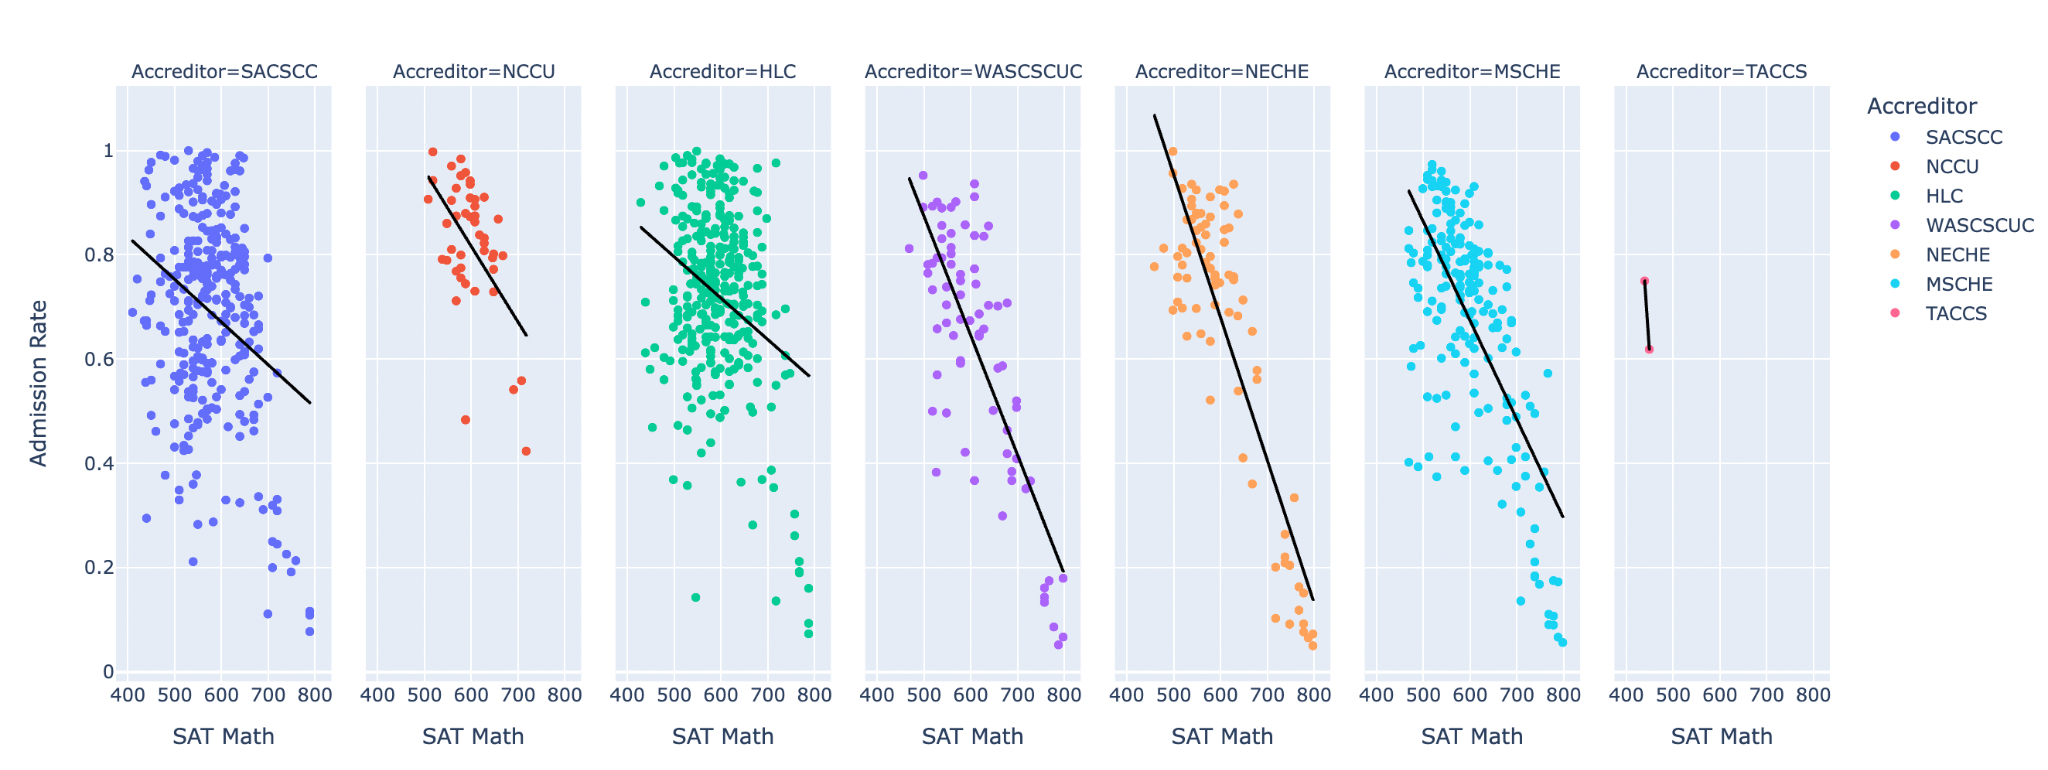 Accreditor=SACSCC
Accreditor=NCCU
Accreditor=HLC
Accreditor=WASCSCUC
Accreditor=NECHE
Accreditor=MSCHE
Accreditor=TACCS
Accreditor
SACSCC
NCCU
HLC
WASCSCUC
NECHE
MSCHE
TACCS
Admission Rate
1
0.8
0.6
0.4
0.2
0
400 500 600 700 800
400 500 600 700 800
400 500 600 700 800
400 500 600 700 800
400 500 600 700 800
400 500 600 700 800
400 500 600 700 800
SAT Math
SAT Math
SAT Math
SAT Math
SAT Math
SAT Math
SAT Math